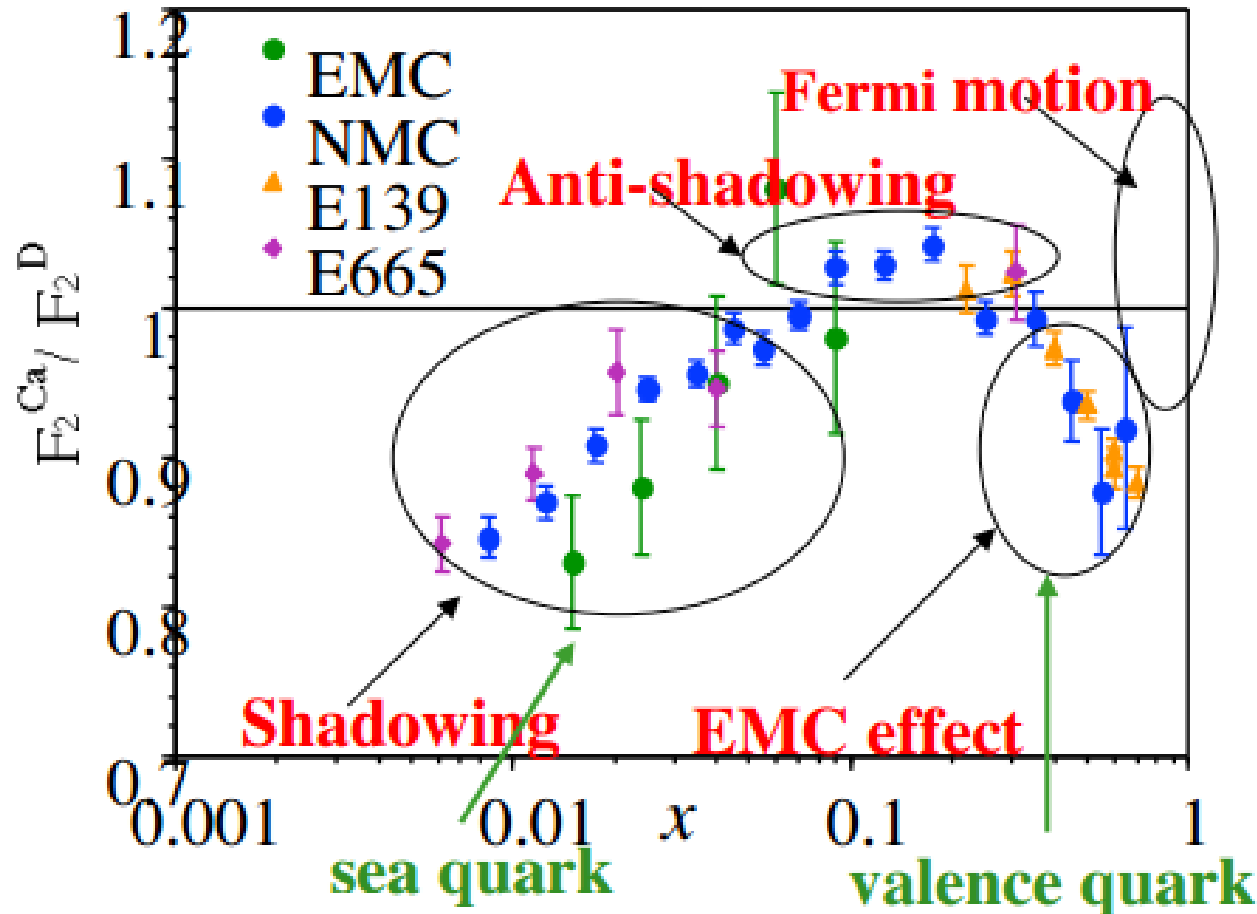 1.2
EMC
Fermi motion
NMC
1.1
Anti-shadowing
E139
E665
F₂ᶜᵃ/ F₂ᴰ
1
0.9
0.8
Shadowing
EMC effect
0.7
0.001
0.01
x
0.1
1
sea quark
valence quark